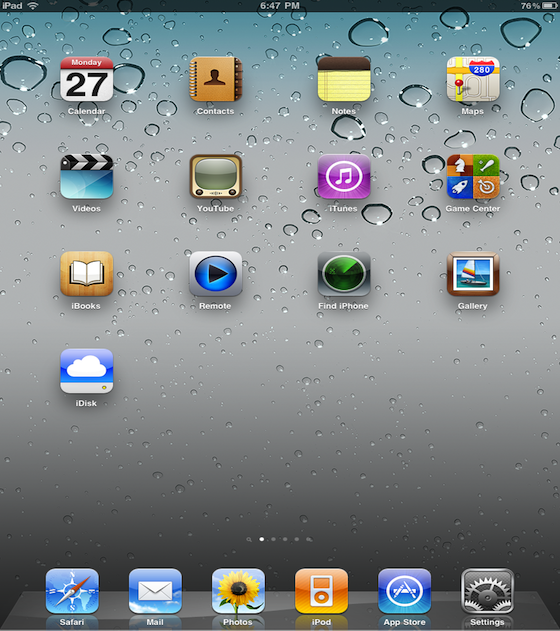 iPad 6:47 PM 76%
Monday
27
280
Calendar Contacts Notes Maps
Videos YouTube iTunes Game Center
iBooks Remote Find iPhone Gallery
iDisk
Safari Mail Photos iPod App Store Settings